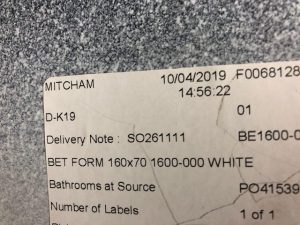 MITCHAM 10/04/2019 F0068128
14:56:22
D-K19 01
Delivery Note : SO261111 BE1600-0
BET FORM 160x70 1600-000 WHITE
Bathrooms at Source PO41539
Number of Labels 1 of 1